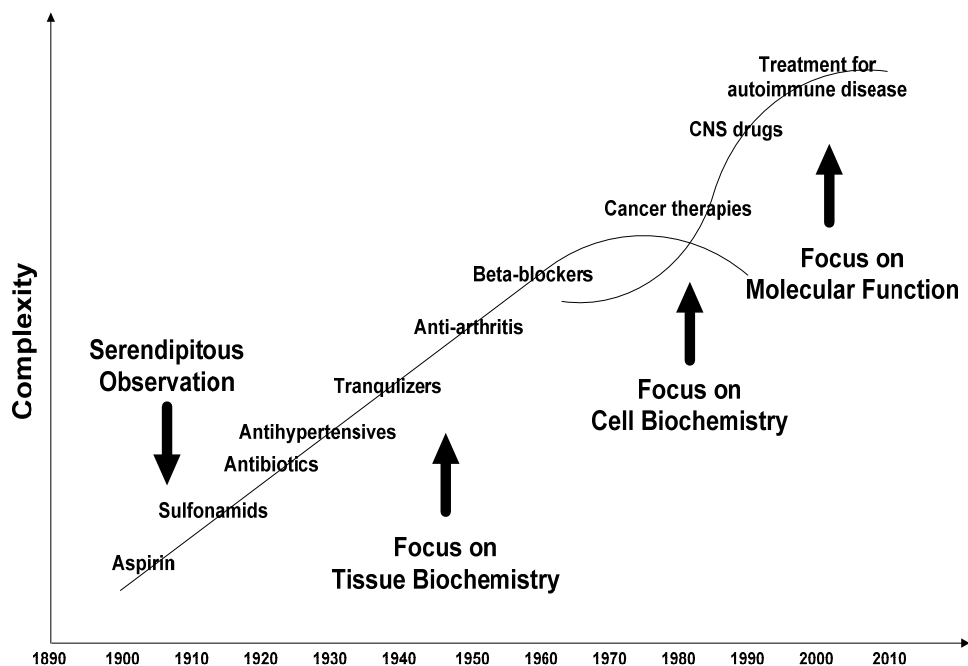 Treatment for
autoimmune disease
CNS drugs
Cancer therapies
Focus on
Molecular Function
Beta-blockers
Anti-arthritis
Serendipitous
Observation
Tranqulizers
Focus on
Cell Biochemistry
Antihypertensives
Antibiotics
Sulfonamids
Focus on
Tissue Biochemistry
Aspirin
Complexity
1890 1900 1910 1920 1930 1940 1950 1960 1970 1980 1990 2000 2010